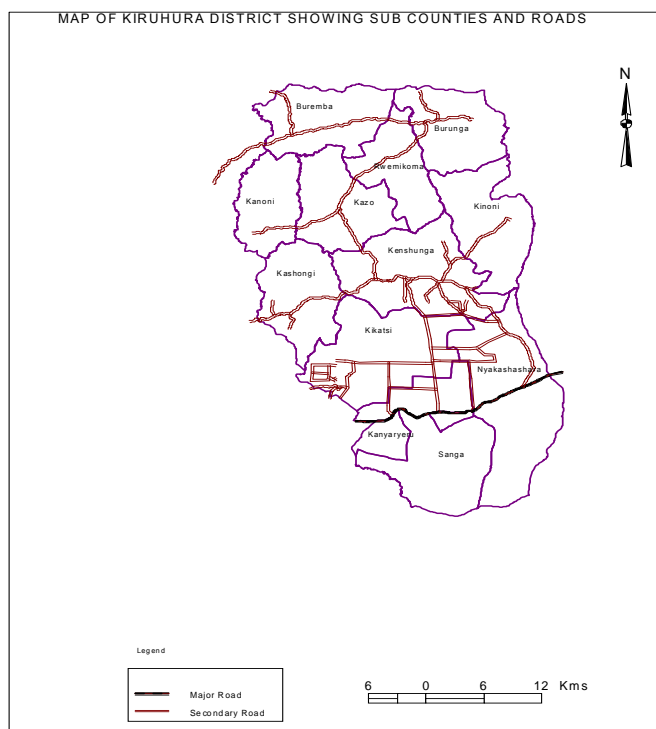 MAP OF KIRUHURA DISTRICT SHOWING SUB COUNTIES AND ROADS
N
Buremba
Burunga
Rwemikoma
Kanoni
Kazo
Kinoni
Kenshunga
Kashongi
Kikatsi
Nyakashashara
Kanyaryeru
Sanga
Legend
Major Road
Secondary Road
6 0 6 12 Kms